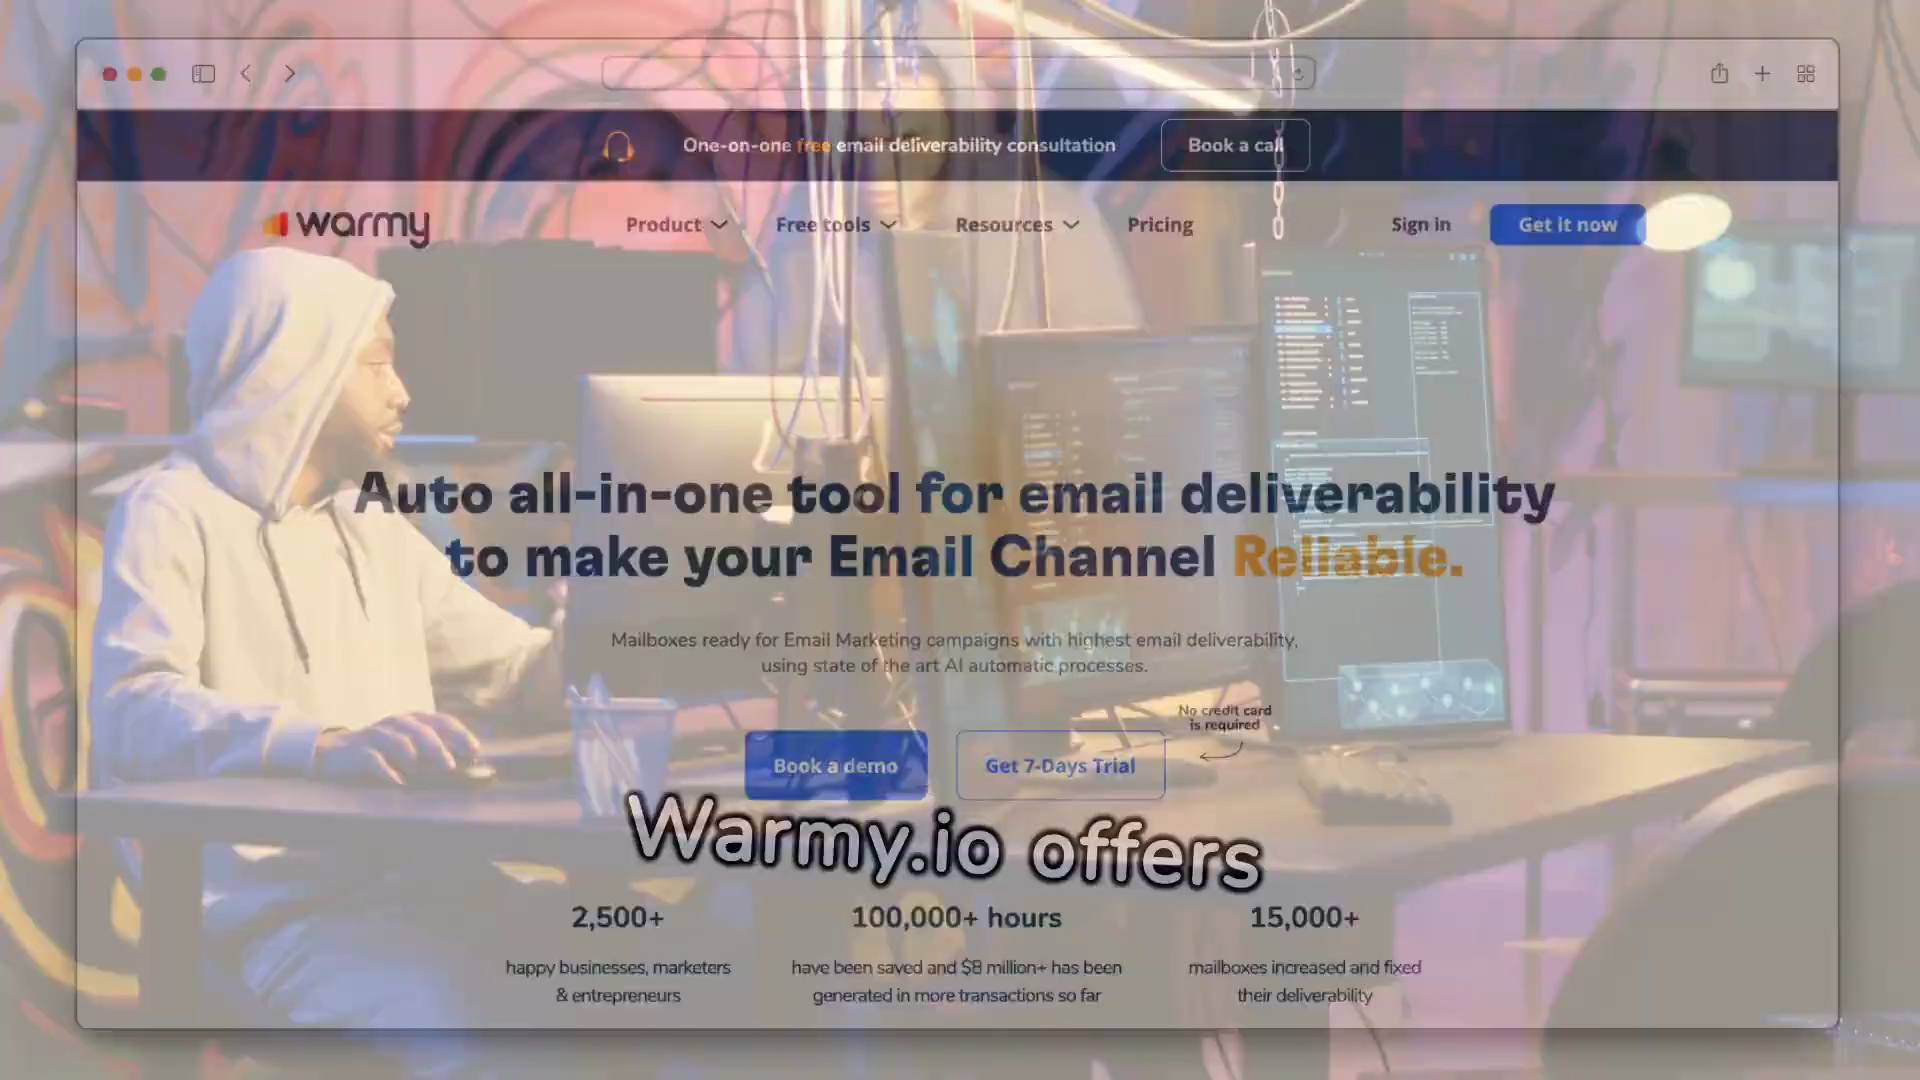 One-on-one free email deliverability consultation
Book a call
warmy
Product
Free tools
Resources
Pricing
Sign in
Get it now
Auto all-in-one tool for email deliverability
to make your Email Channel Reliable.
Mailboxes ready for Email Marketing campaigns with highest email deliverability,
using state of the art AI automatic processes.
No credit card
is required
Book a demo
Get 7-Days Trial
Warmy.io offers
2,500+
100,000+ hours
15,000+
happy businesses, marketers
& entrepreneurs
have been saved and $8 million+ has been
generated in more transactions so far
mailboxes increased and fixed
their deliverability